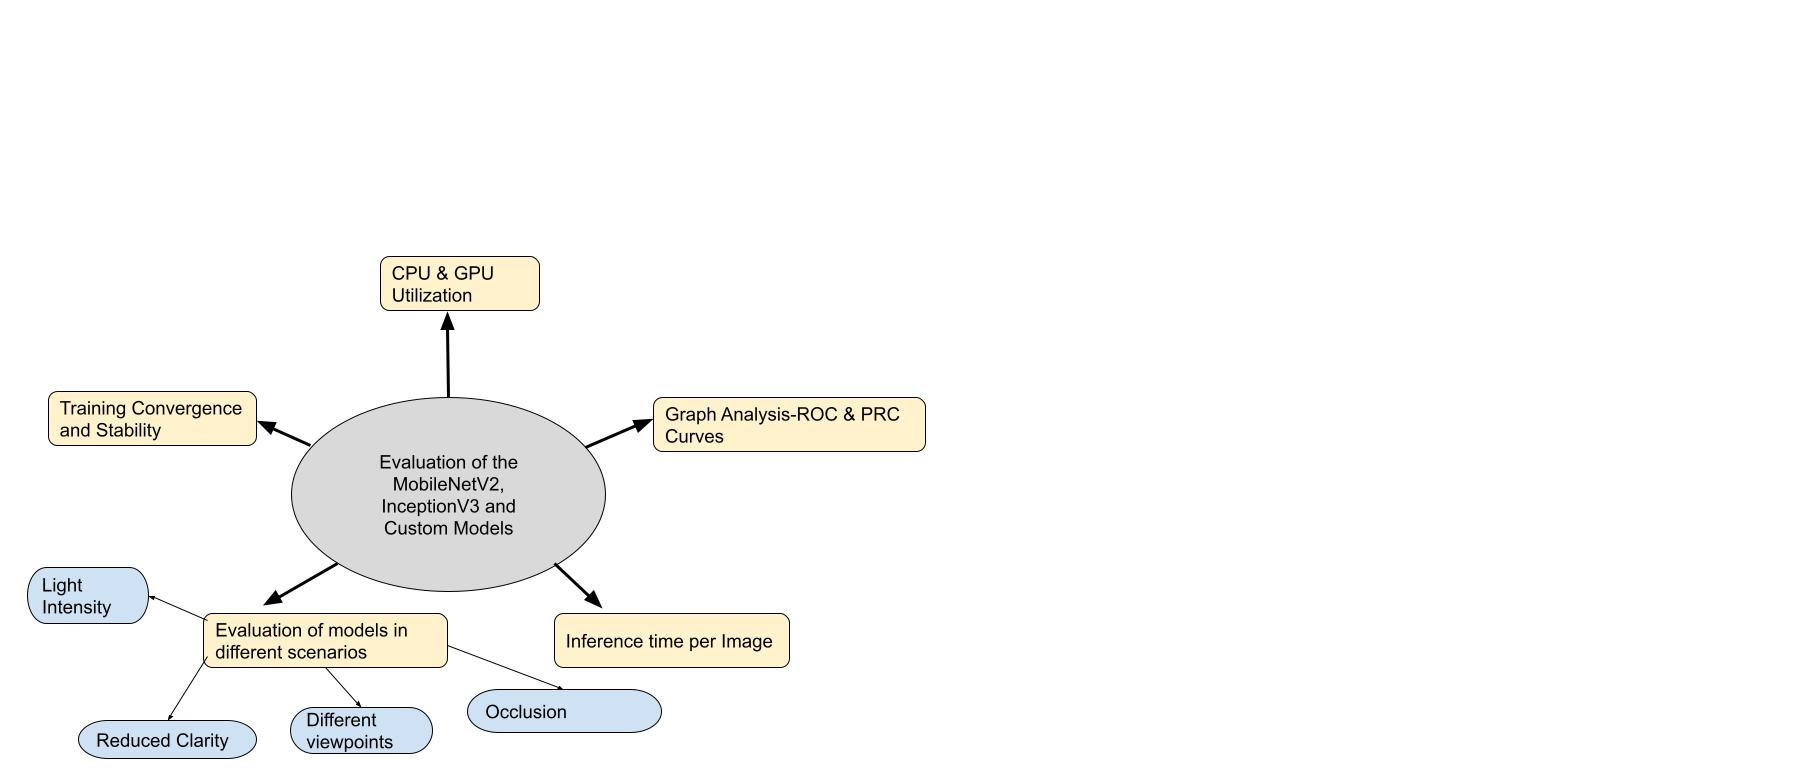 CPU & GPU
Utilization
Training Convergence
and Stability
Graph Analysis-ROC & PRC
Curves
Evaluation of the
MobileNetV2,
InceptionV3 and
Custom Models
Light
Intensity
Evaluation of models in
different scenarios
Inference time per Image
Reduced Clarity
Different
viewpoints
Occlusion